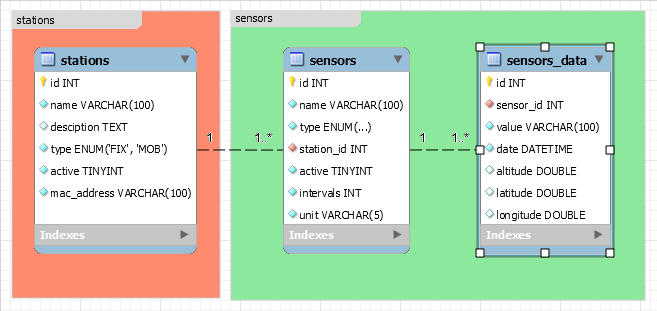 stations
sensors
stations
id INT
name VARCHAR(100)
desciption TEXT
type ENUM('FIX', 'MOB')
active TINYINT
mac_address VARCHAR(100)
Indexes
1
1..*
sensors
id INT
name VARCHAR(100)
type ENUM(...)
station_id INT
active TINYINT
intervals INT
unit VARCHAR(5)
Indexes
1
1..*
sensors_data
id INT
sensor_id INT
value VARCHAR(100)
date DATETIME
altitude DOUBLE
latitude DOUBLE
longitude DOUBLE
Indexes